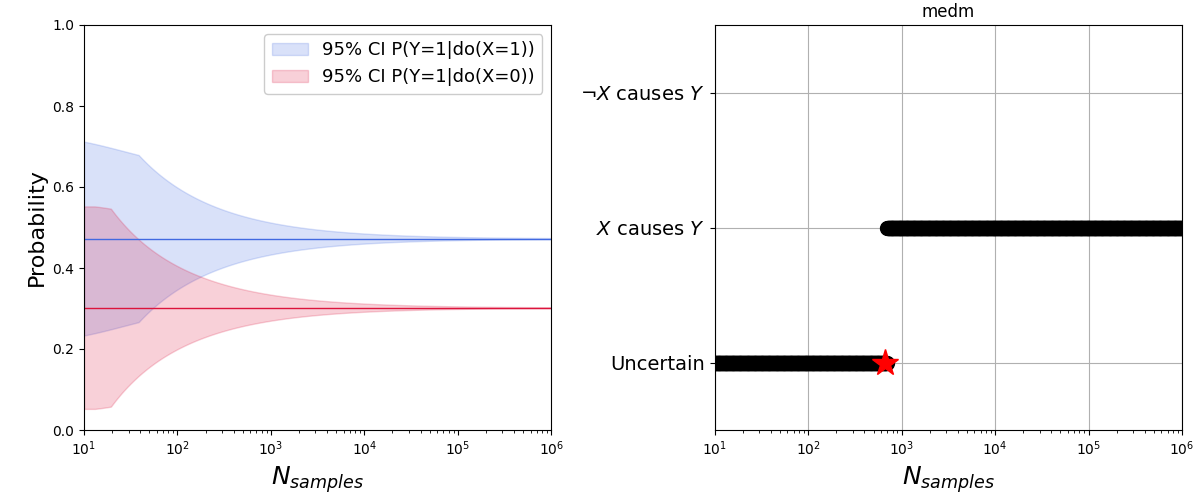 1.0
0.8
0.6
0.4
0.2
0.0
Probability
95% CI P(Y=1|do(X=1))
95% CI P(Y=1|do(X=0))
10¹ 10² 10³ 10⁴ 10⁵ 10⁶
N_samples
medm
¬X causes Y
X causes Y
Uncertain
10¹ 10² 10³ 10⁴ 10⁵ 10⁶
N_samples